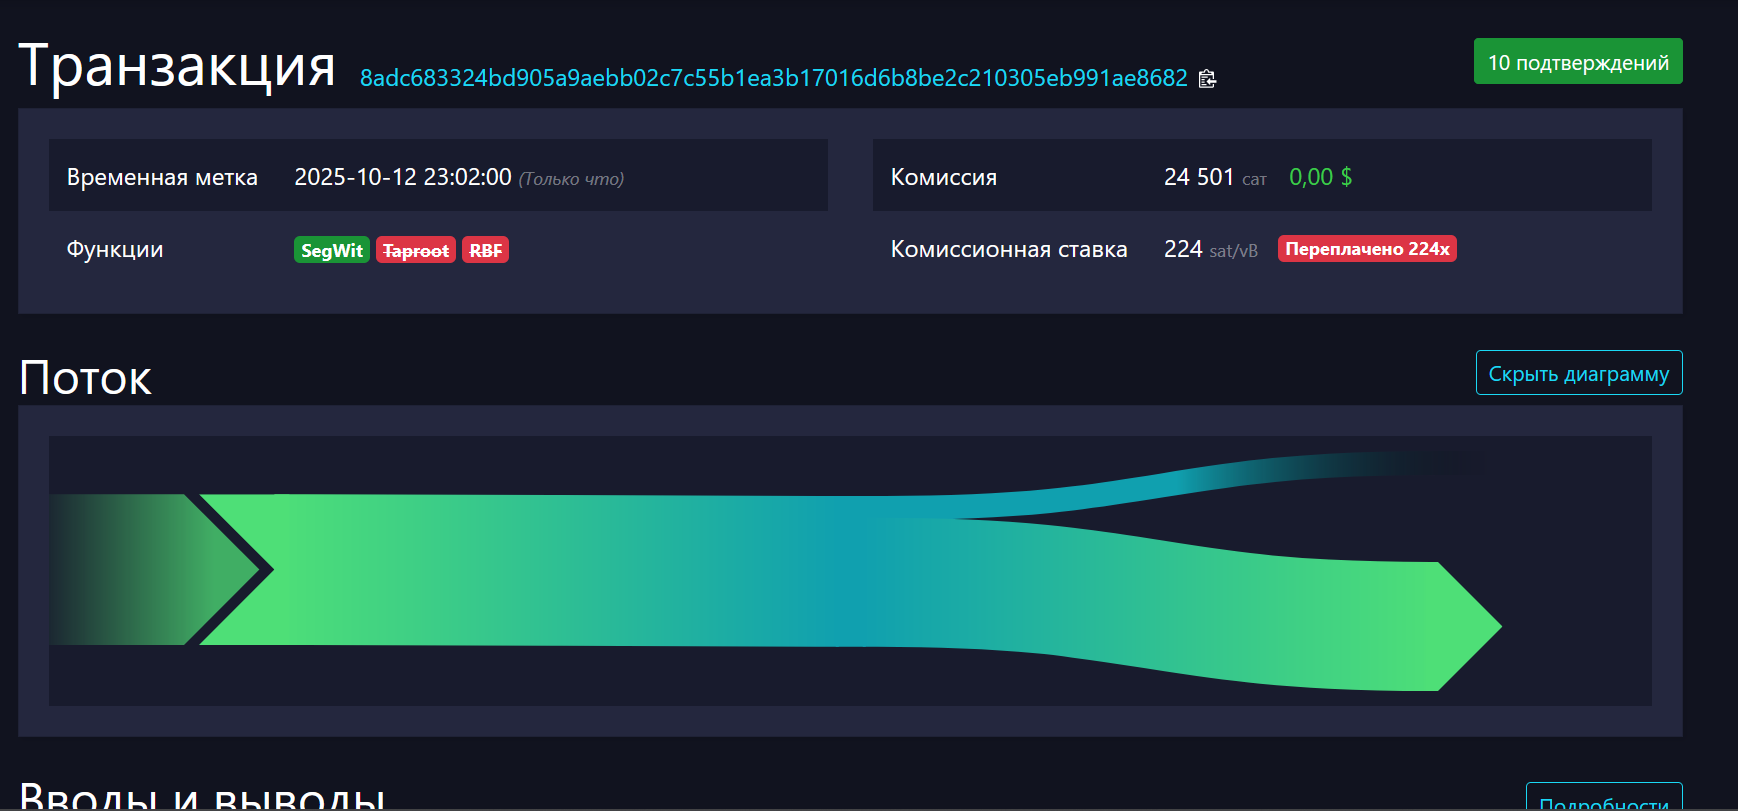 Транзакция 8adc683324bd905a9aebb02c7c55b1ea3b17016d6b8be2c210305eb991ae8682 10 подтверждений
Временная метка 2025-10-12 23:02:00 (Только что) Комиссия 24 501 сат 0,00 $
Функции SegWit Taproot RBF Комиссионная ставка 224 sat/vB Переплачено 224x
Поток Скрыть диаграмму
Вводы и выводы Подробности